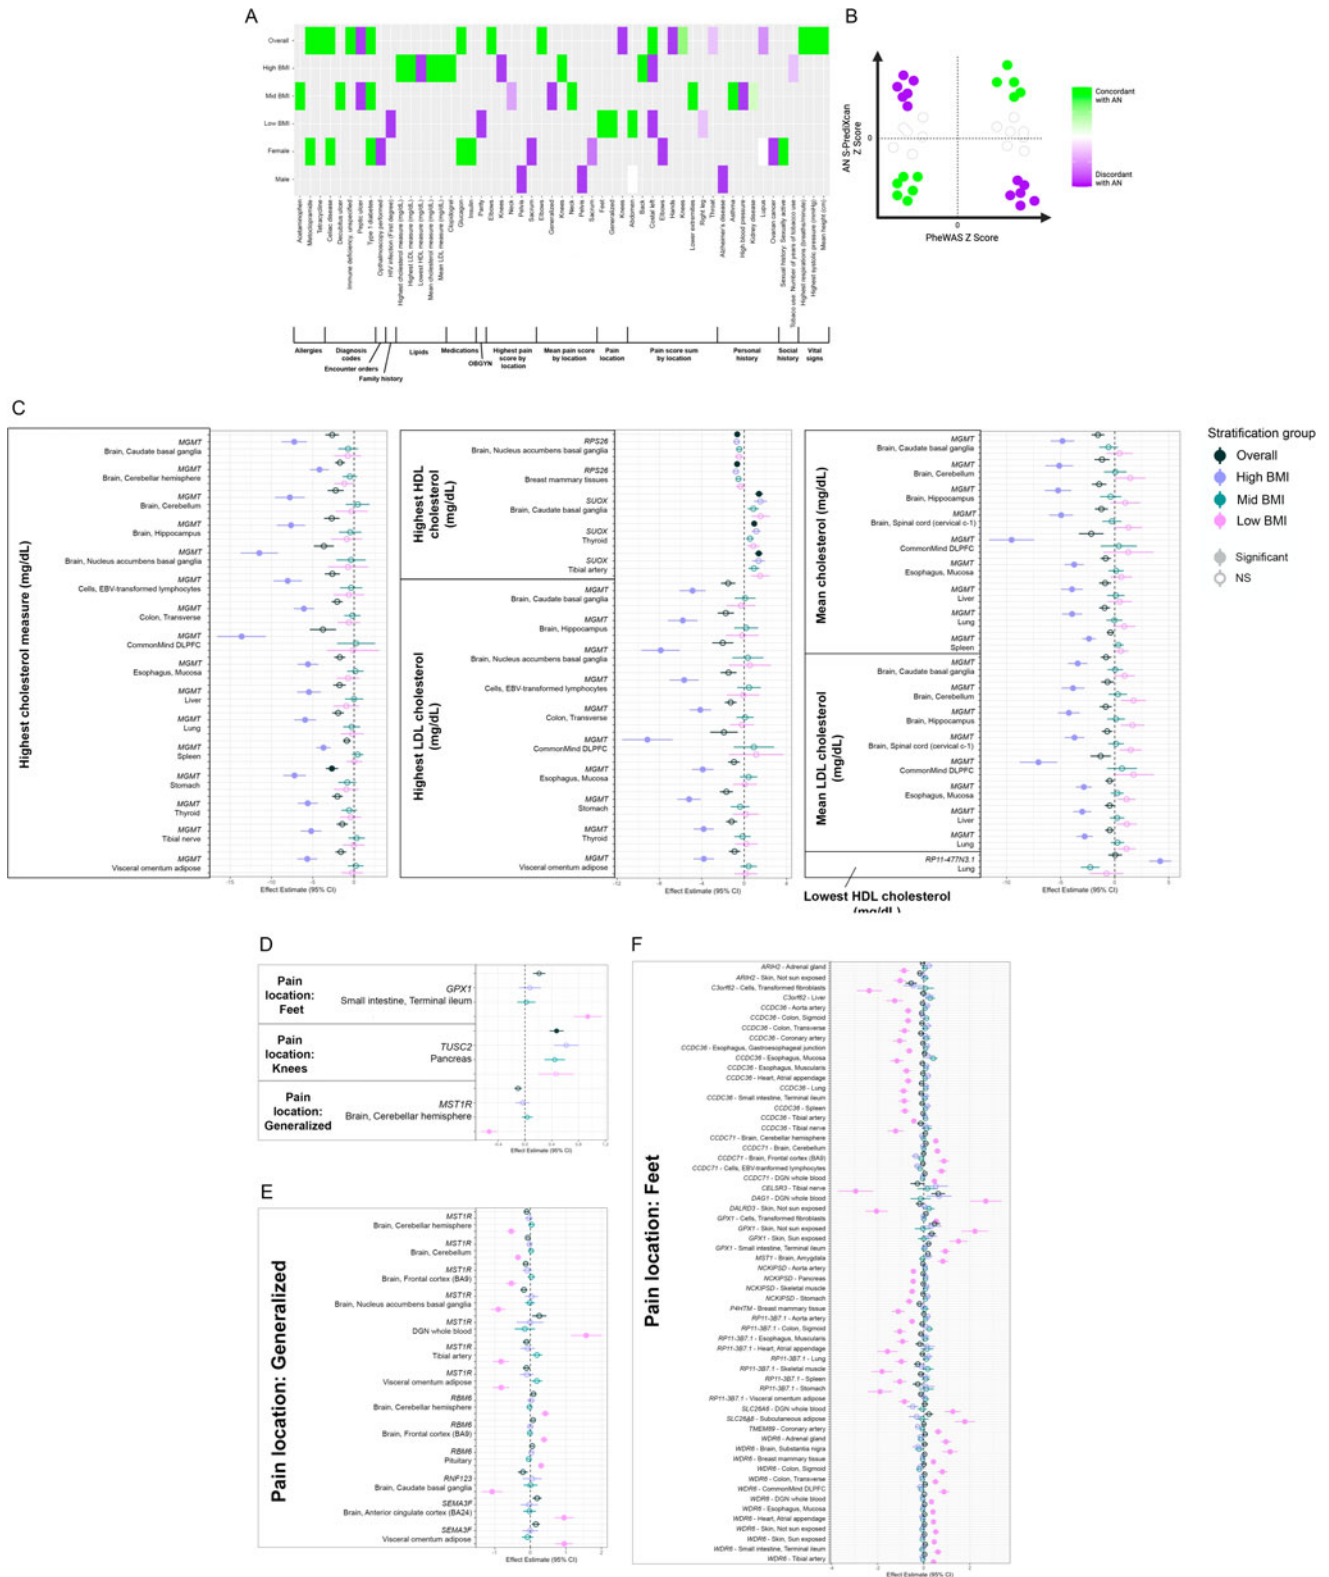 A
Overall
High BMI
Mid BMI
Low BMI
Female
Male
Acetaminophen
Metoclopramide
Tetracycline
Celiac disease
Decubitus ulcer
Immune deficiency, unspecified
Peptic ulcer
Type 1 diabetes
Opthalmoscopy performed
HIV infection (First degree)
Highest cholesterol measure (mg/dL)
Highest LDL measure (mg/dL)
Lowest HDL measure (mg/dL)
Mean cholesterol measure (mg/dL)
Mean LDL measure (mg/dL)
Clopidogrel
Glucagon
Insulin
Parity
Elbows
Knees
Neck
Pelvis
Sacrum
Elbows
Generalized
Knees
Neck
Pelvis
Sacrum
Feet
Generalized
Knees
Abdomen
Back
Costal left
Elbows
Hands
Knees
Lower extremities
Right leg
Throat
Alzheimer's disease
Asthma
High blood pressure
Kidney disease
Lupus
Ovarian cancer
Sexual history: Sexually active
Tobacco use: Number of years of tobacco use
Highest respirations (breaths/minute)
Highest systolic pressure (mmHg)
Mean height (cm)
Allergies
Diagnosis codes
Encounter orders
Family history
Lipids
Medications
OBGYN
Highest pain score by location
Mean pain score by location
Pain location
Pain score sum by location
Personal history
Social history
Vital signs
B
AN S-PrediXcan Z Score
0
0
PheWAS Z Score
Concordant with AN
Discordant with AN
C
Highest cholesterol measure (mg/dL)
MGMT
Brain, Caudate basal ganglia
MGMT
Brain, Cerebellar hemisphere
MGMT
Brain, Cerebellum
MGMT
Brain, Hippocampus
MGMT
Brain, Nucleus accumbens basal ganglia
MGMT
Cells, EBV-transformed lymphocytes
MGMT
Colon, Transverse
MGMT
CommonMind DLPFC
MGMT
Esophagus, Mucosa
MGMT
Liver
MGMT
Lung
MGMT
Spleen
MGMT
Stomach
MGMT
Thyroid
MGMT
Tibial nerve
MGMT
Visceral omentum adipose
Effect Estimate (95% CI)
Highest HDL cholesterol (mg/dL)
RPS26
Brain, Nucleus accumbens basal ganglia
RPS26
Breast mammary tissues
SUOX
Brain, Caudate basal ganglia
SUOX
Thyroid
SUOX
Tibial artery
Highest LDL cholesterol (mg/dL)
MGMT
Brain, Caudate basal ganglia
MGMT
Brain, Hippocampus
MGMT
Brain, Nucleus accumbens basal ganglia
MGMT
Cells, EBV-transformed lymphocytes
MGMT
Colon, Transverse
MGMT
CommonMind DLPFC
MGMT
Esophagus, Mucosa
MGMT
Stomach
MGMT
Thyroid
MGMT
Visceral omentum adipose
Effect Estimate (95% CI)
Mean cholesterol (mg/dL)
MGMT
Brain, Caudate basal ganglia
MGMT
Brain, Cerebellum
MGMT
Brain, Hippocampus
MGMT
Brain, Spinal cord (cervical c-1)
MGMT
CommonMind DLPFC
MGMT
Esophagus, Mucosa
MGMT
Liver
MGMT
Lung
MGMT
Spleen
Mean LDL cholesterol (mg/dL)
MGMT
Brain, Caudate basal ganglia
MGMT
Brain, Cerebellum
MGMT
Brain, Hippocampus
MGMT
Brain, Spinal cord (cervical c-1)
MGMT
CommonMind DLPFC
MGMT
Esophagus, Mucosa
MGMT
Liver
MGMT
Lung
RP11-477N3.1
Lung
Lowest HDL cholesterol
(mg/dL)
Effect Estimate (95% CI)
Stratification group
Overall
High BMI
Mid BMI
Low BMI
Significant
NS
D
Pain location: Feet
GPX1
Small intestine, Terminal ileum
Pain location: Knees
TUSC2
Pancreas
Pain location: Generalized
MST1R
Brain, Cerebellar hemisphere
Effect Estimate (95% CI)
E
Pain location: Generalized
MST1R
Brain, Cerebellar hemisphere
MST1R
Brain, Cerebellum
MST1R
Brain, Frontal cortex (BA9)
MST1R
Brain, Nucleus accumbens basal ganglia
MST1R
DGN whole blood
MST1R
Tibial artery
MST1R
Visceral omentum adipose
RBM6
Brain, Cerebellar hemisphere
RBM6
Brain, Frontal cortex (BA9)
RBM6
Pituitary
RNF123
Brain, Caudate basal ganglia
SEMA3F
Brain, Anterior cingulate cortex (BA24)
SEMA3F
Visceral omentum adipose
Effect Estimate (95% CI)
F
Pain location: Feet
ARIH2 - Adrenal gland
ARIH2 - Skin, Not sun exposed
C3orf62 - Cells, Transformed fibroblasts
C3orf62 - Liver
CCDC36 - Aorta artery
CCDC36 - Colon, Sigmoid
CCDC36 - Colon, Transverse
CCDC36 - Coronary artery
CCDC36 - Esophagus, Gastroesophageal junction
CCDC36 - Esophagus, Mucosa
CCDC36 - Esophagus, Muscularis
CCDC36 - Heart, Atrial appendage
CCDC36 - Lung
CCDC36 - Small intestine, Terminal ileum
CCDC36 - Spleen
CCDC36 - Tibial artery
CCDC36 - Tibial nerve
CCDC71 - Brain, Cerebellar hemisphere
CCDC71 - Brain, Cerebellum
CCDC71 - Brain, Frontal cortex (BA9)
CCDC71 - Cells, EBV-tranformed lymphocytes
CCDC71 - DGN whole blood
CELSR3 - Tibial nerve
DAG1 - DGN whole blood
DALRD3 - Skin, Not sun exposed
GPX1 - Cells, Transformed fibroblasts
GPX1 - Skin, Not sun exposed
GPX1 - Skin, Sun exposed
GPX1 - Small intestine, Terminal ileum
MST1 - Brain, Amygdala
NCKIPSD - Aorta artery
NCKIPSD - Pancreas
NCKIPSD - Skeletal muscle
NCKIPSD - Stomach
P4HTM - Breast mammary tissue
RP11-3B7.1 - Aorta artery
RP11-3B7.1 - Colon, Sigmoid
RP11-3B7.1 - Esophagus, Muscularis
RP11-3B7.1 - Heart, Atrial appendage
RP11-3B7.1 - Lung
RP11-3B7.1 - Skeletal muscle
RP11-3B7.1 - Spleen
RP11-3B7.1 - Stomach
RP11-3B7.1 - Visceral omentum adipose
SLC26A6 - DGN whole blood
SLC26A6 - Subcutaneous adipose
TMEM89 - Coronary artery
WDR6 - Adrenal gland
WDR6 - Brain, Substantia nigra
WDR6 - Breast mammary tissue
WDR6 - Colon, Sigmoid
WDR6 - Colon, Transverse
WDR6 - CommonMind DLPFC
WDR6 - DGN whole blood
WDR6 - Esophagus, Mucosa
WDR6 - Heart, Atrial appendage
WDR6 - Skin, Not sun exposed
WDR6 - Skin, Sun exposed
WDR6 - Small intestine, Terminal ileum
WDR6 - Tibial artery
Effect Estimate (95% CI)